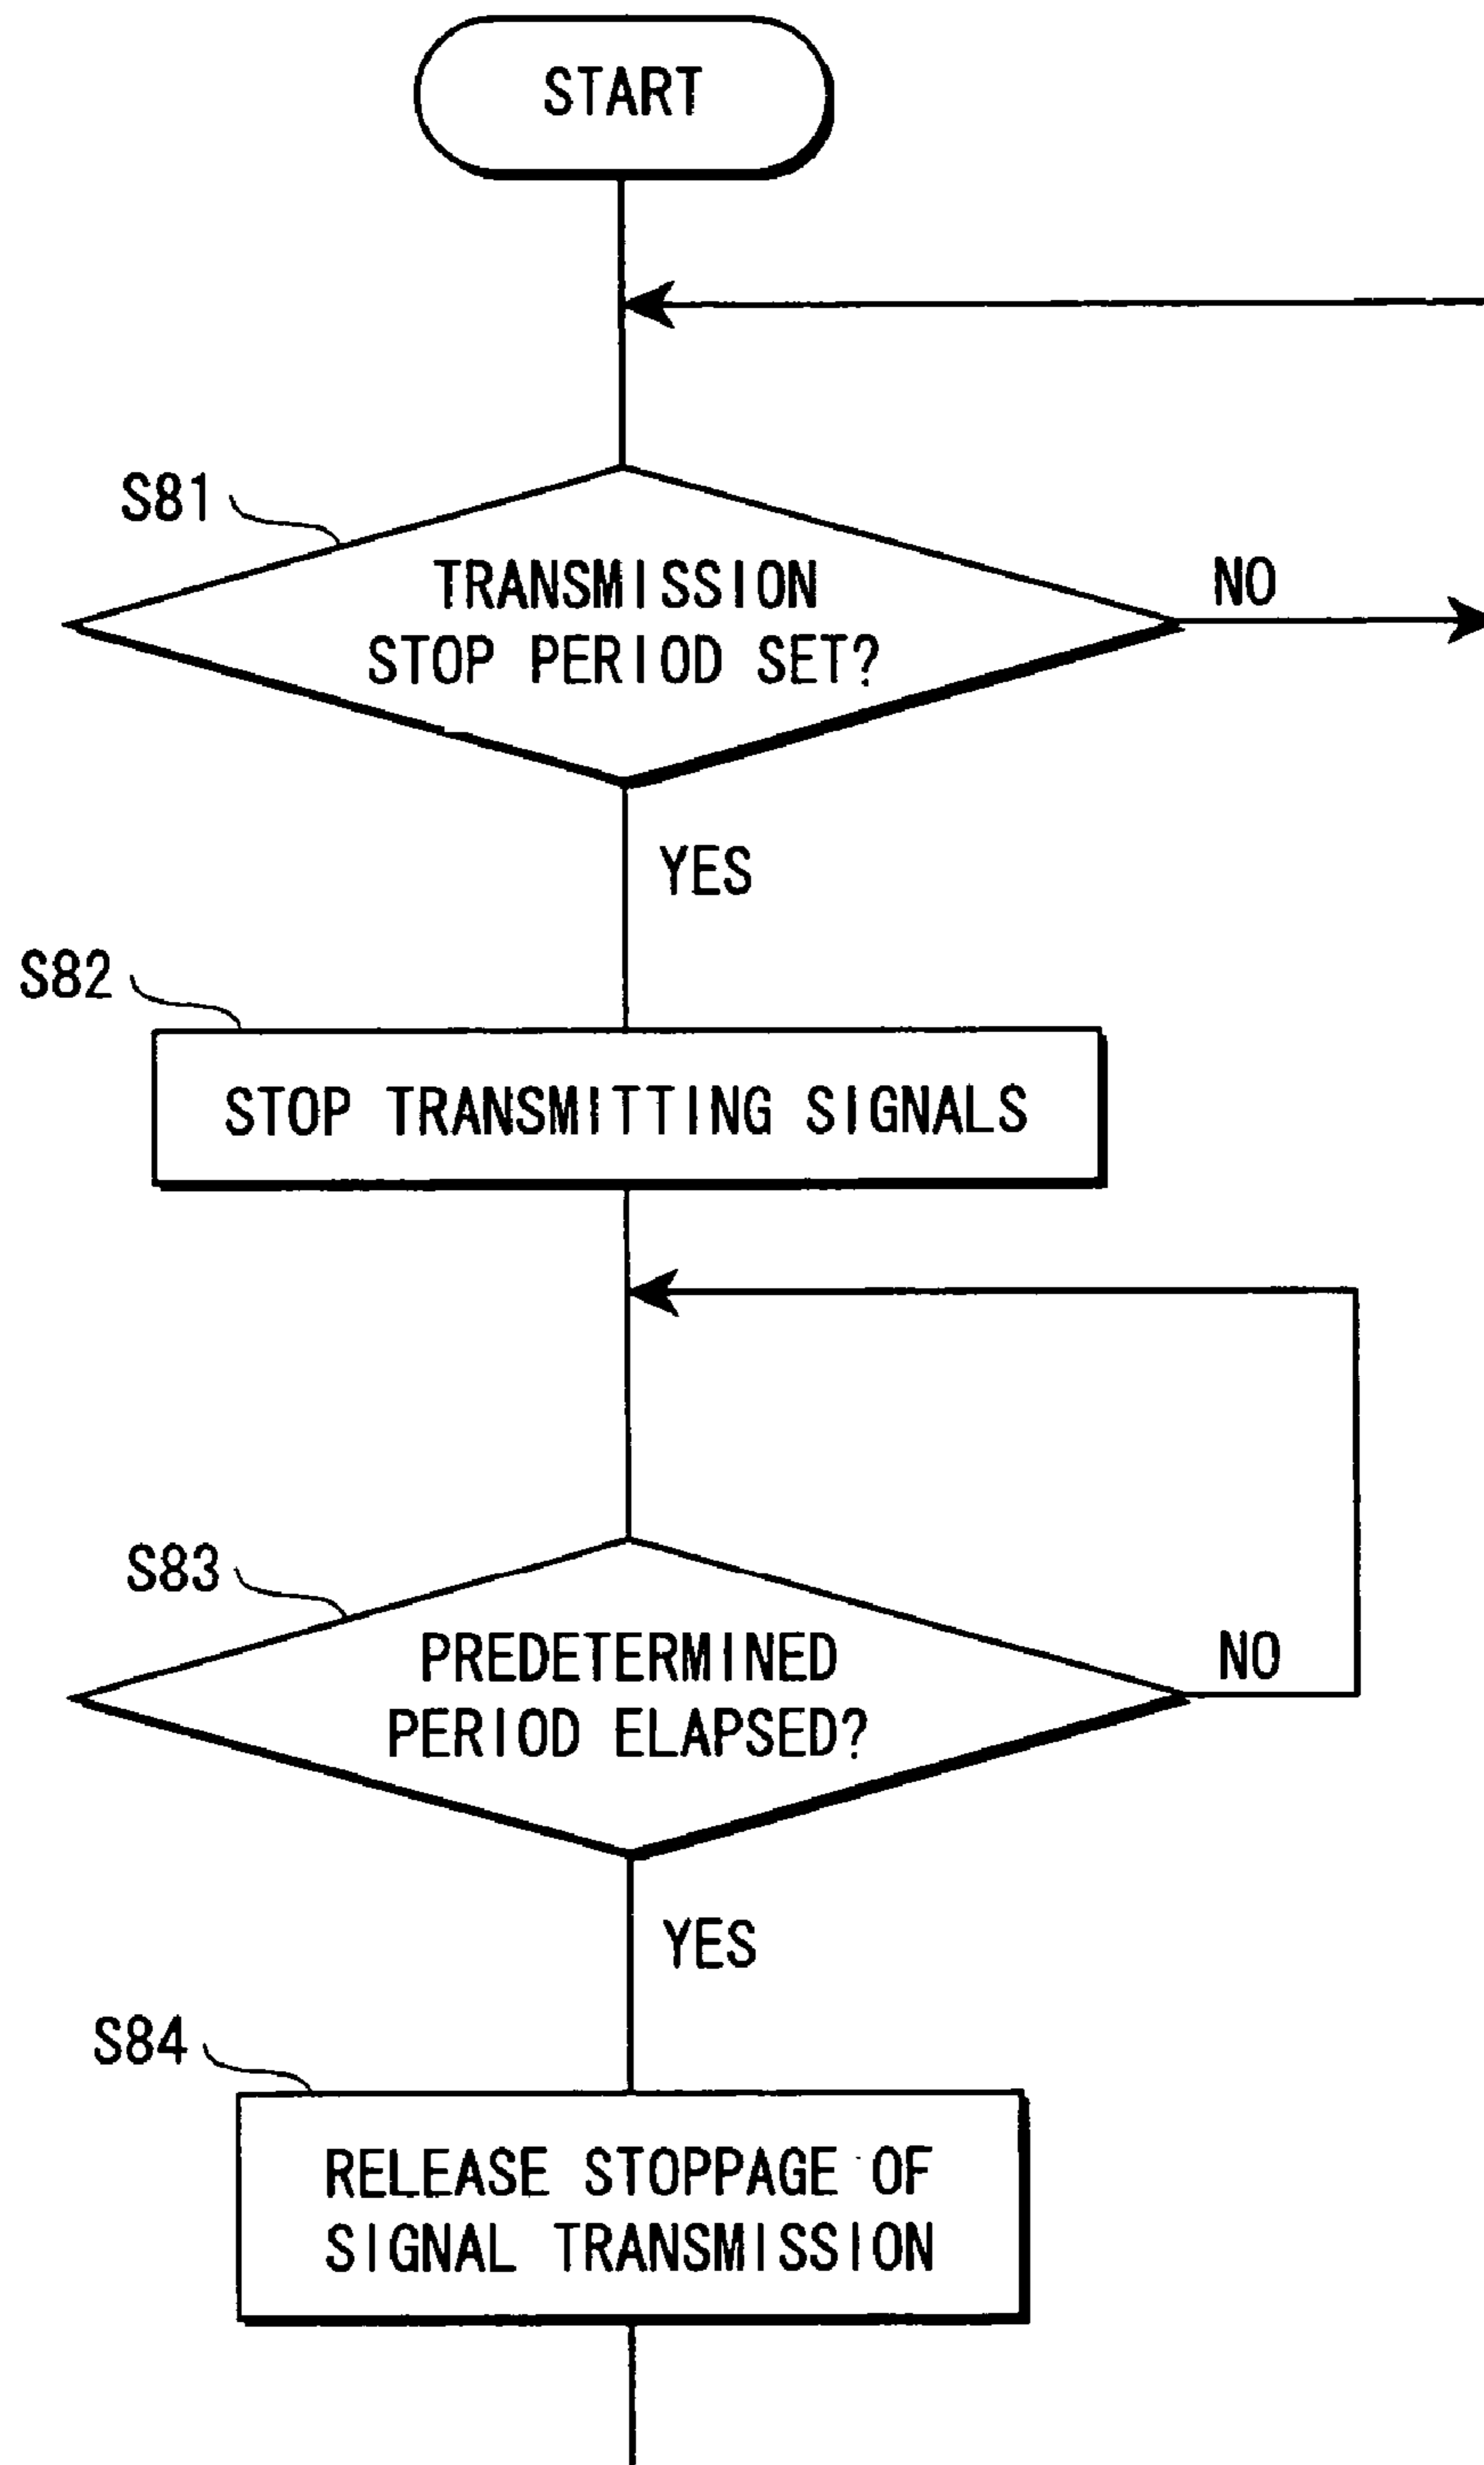 START
S81
TRANSMISSION
STOP PERIOD SET?
NO
YES
S82
STOP TRANSMITTING SIGNALS
S83
PREDETERMINED
PERIOD ELAPSED?
NO
YES
S84
RELEASE STOPPAGE OF
SIGNAL TRANSMISSION